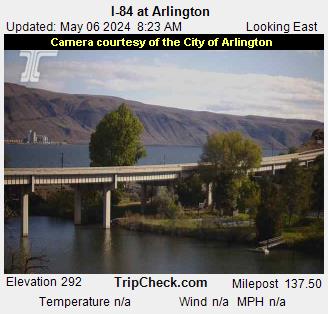 I-84 at Arlington
Updated: May 06 2024 8:23 AM Looking East
Camera courtesy of the City of Arlington
Elevation 292 TripCheck.com Milepost 137.50
Temperature n/a Wind n/a MPH n/a